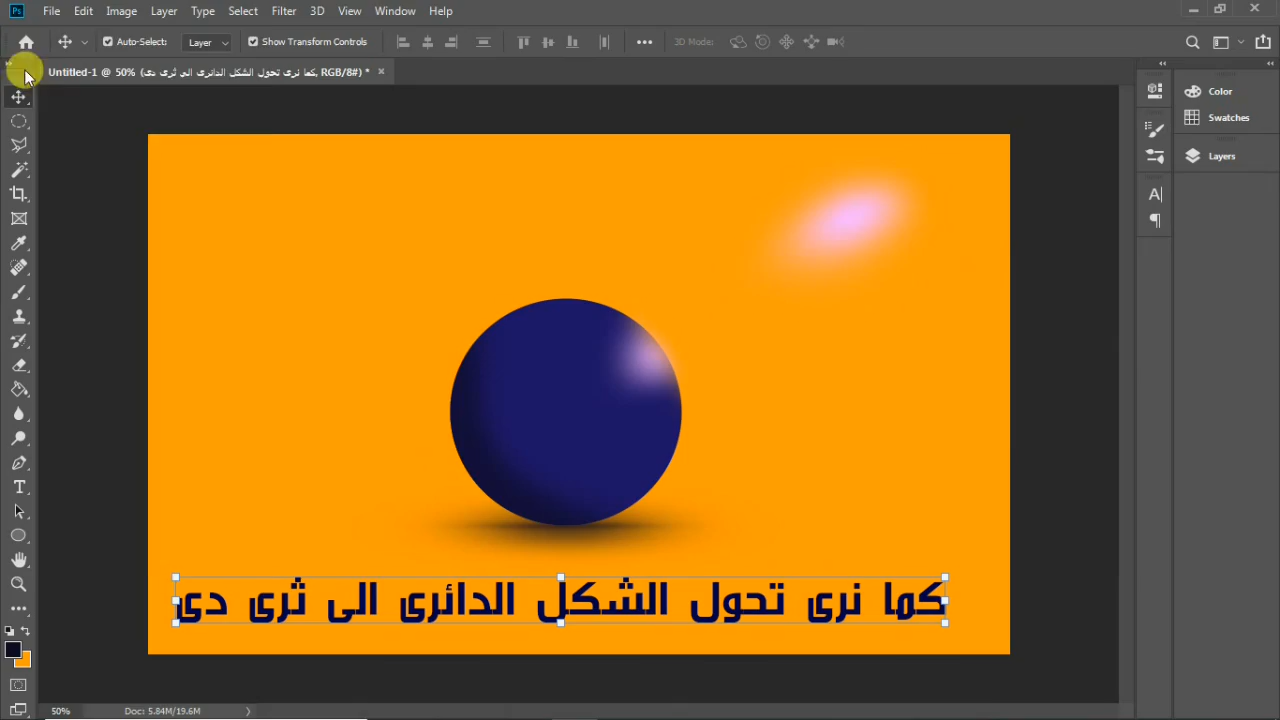 Ps File Edit Image Layer Type Select Filter 3D View Window Help
Auto-Select: Layer Show Transform Controls 3D Mode:
Untitled-1 @ 50% (كما نرى تحول الشكل الدائرى الى ثرى دى, RGB/8#) *
Color
Swatches
Layers
كما نرى تحول الشكل الدائرى الى ثرى دى
50% Doc: 5.84M/19.6M